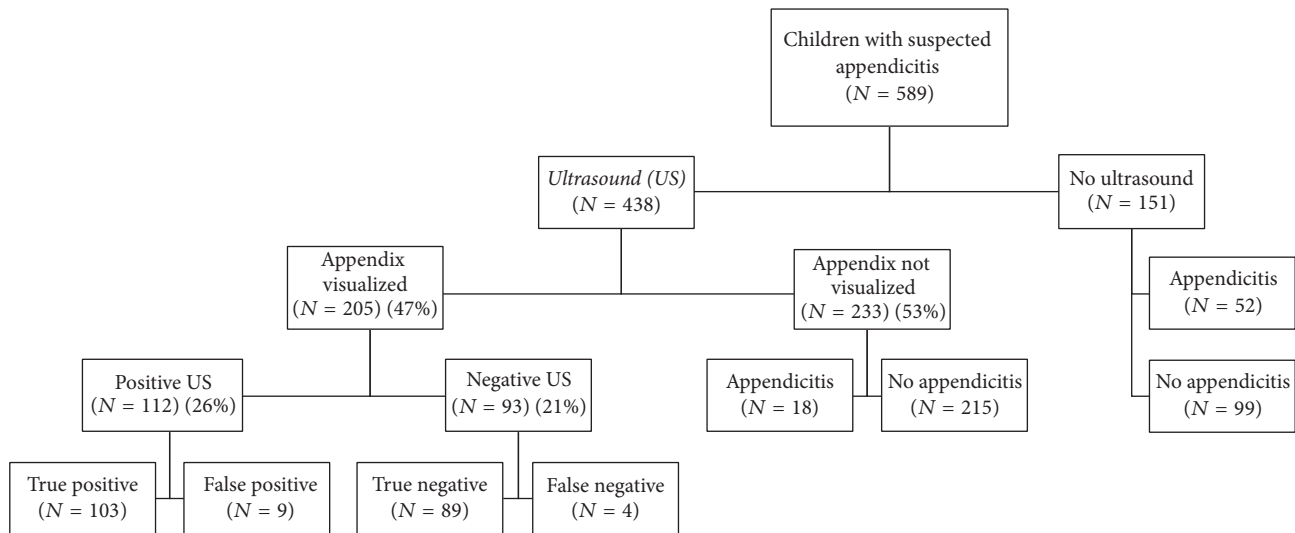 Children with suspected
appendicitis
(N = 589)
Ultrasound (US)
(N = 438)
No ultrasound
(N = 151)
Appendix
visualized
(N = 205) (47%)
Appendix not
visualized
(N = 233) (53%)
Appendicitis
(N = 52)
Positive US
(N = 112) (26%)
Negative US
(N = 93) (21%)
Appendicitis
(N = 18)
No appendicitis
(N = 215)
No appendicitis
(N = 99)
True positive
(N = 103)
False positive
(N = 9)
True negative
(N = 89)
False negative
(N = 4)